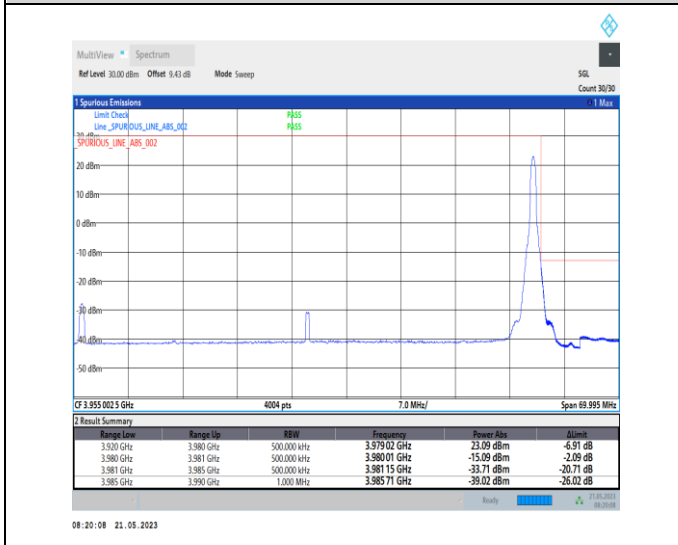 MultiView Spectrum
Ref Level 30.00 dBm Offset 9.43 dB Mode Sweep SGL
Count 30/30
1 Spurious Emissions 1 Max
Limit Check PASS
Line _SPURIOUS_LINE_ABS_002 PASS
30 dBm
_SPURIOUS_LINE_ABS_002
20 dBm
10 dBm
0 dBm
-10 dBm
-20 dBm
-30 dBm
-40 dBm
-50 dBm
CF 3.955 002 5 GHz 4004 pts 7.0 MHz/ Span 69.995 MHz
2 Result Summary
Range Low Range Up RBW Frequency Power Abs ΔLimit
3.920 GHz 3.980 GHz 500.000 kHz 3.979 02 GHz 23.09 dBm -6.91 dB
3.980 GHz 3.981 GHz 500.000 kHz 3.980 01 GHz -15.09 dBm -2.09 dB
3.981 GHz 3.985 GHz 500.000 kHz 3.981 15 GHz -33.71 dBm -20.71 dB
3.985 GHz 3.990 GHz 1.000 MHz 3.985 71 GHz -39.02 dBm -26.02 dB
Ready 21.05.2023
08:20:08
08:20:08 21.05.2023